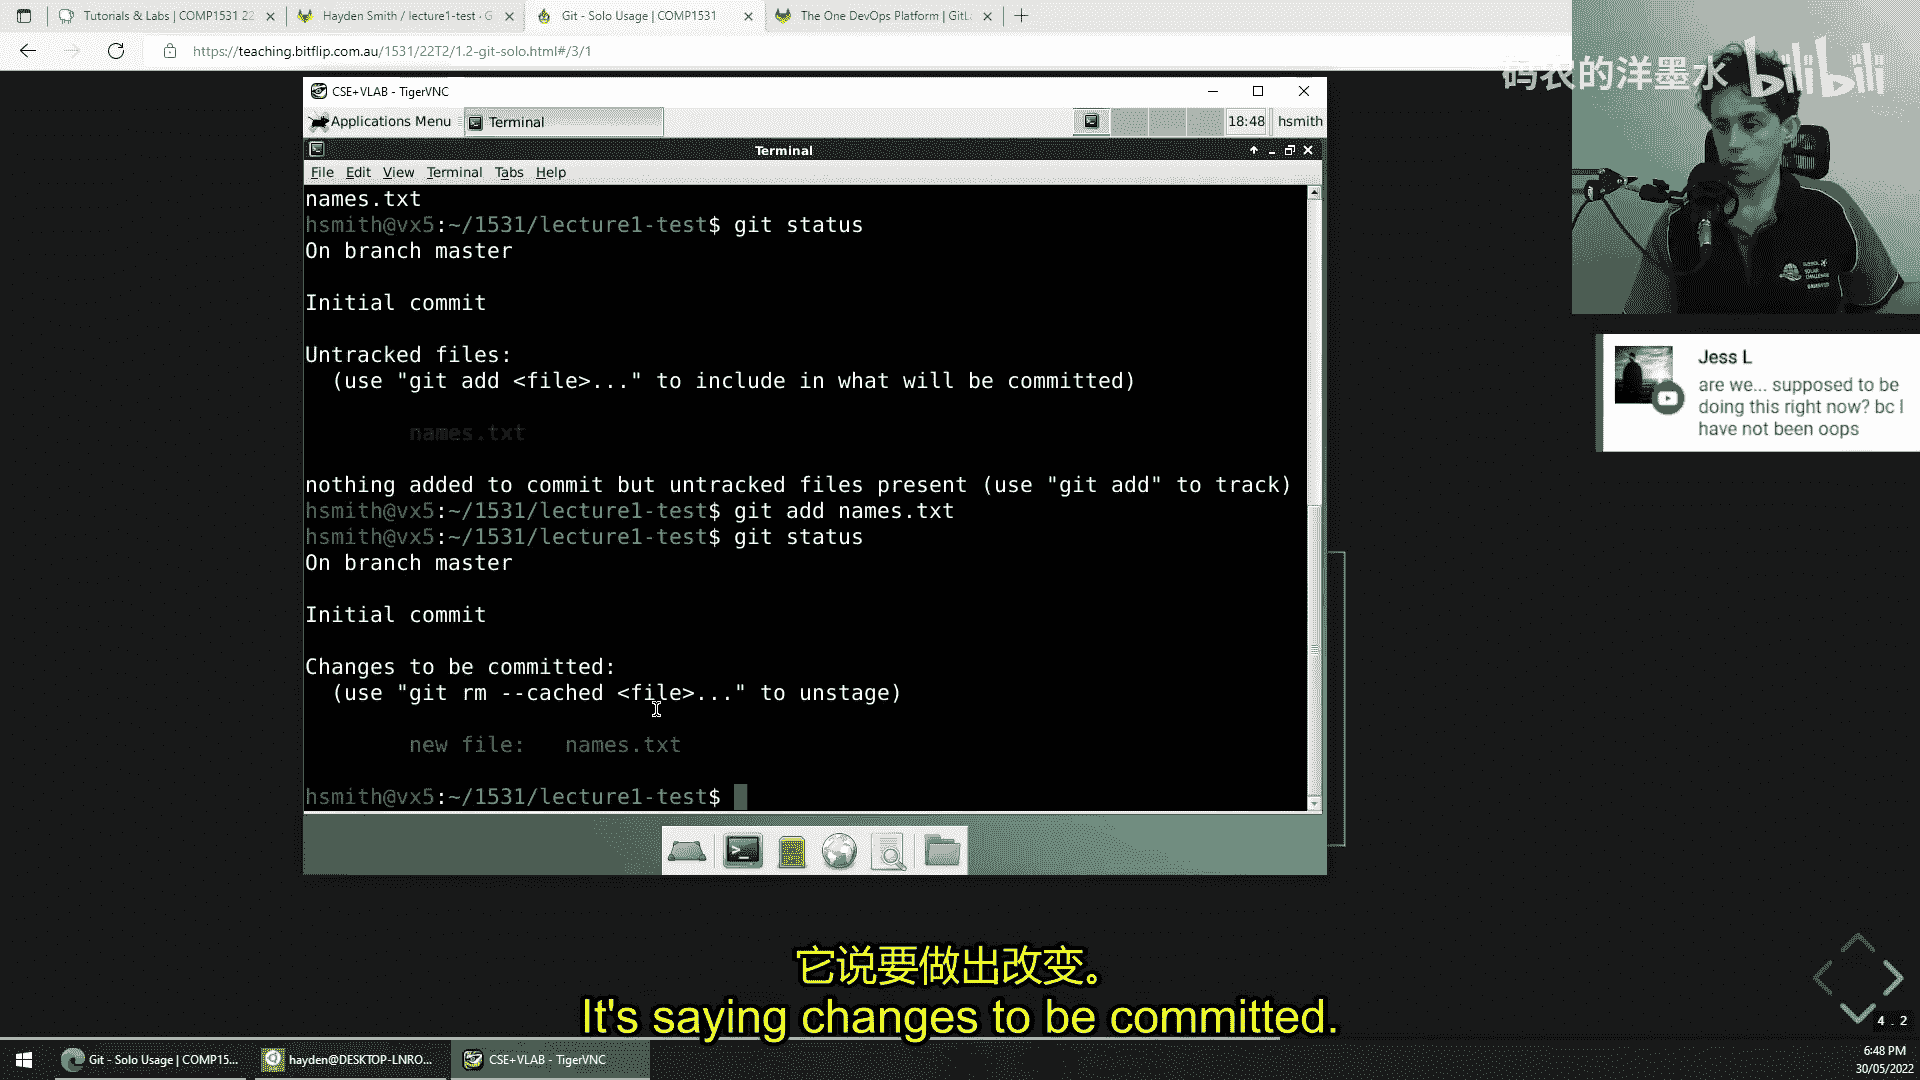 Tutorials & Labs | COMP1531 22
Hayden Smith / lecture1-test · G
Git - Solo Usage | COMP1531
The One DevOps Platform | GitL
https://teaching.bitflip.com.au/1531/22T2/1.2-git-solo.html#/3/1
码农的洋墨水 bilibili
CSE+VLAB - TigerVNC
Applications Menu
Terminal
18:48
hsmith
Terminal
File Edit View Terminal Tabs Help
names.txt
hsmith@vx5:~/1531/lecture1-test$ git status
On branch master
Initial commit
Untracked files:
(use "git add <file>..." to include in what will be committed)
names.txt
nothing added to commit but untracked files present (use "git add" to track)
hsmith@vx5:~/1531/lecture1-test$ git add names.txt
hsmith@vx5:~/1531/lecture1-test$ git status
On branch master
Initial commit
Changes to be committed:
(use "git rm --cached <file>..." to unstage)
new file:   names.txt
hsmith@vx5:~/1531/lecture1-test$
Jess L
are we... supposed to be
doing this right now? bc I
have not been oops
它说要做出改变。
It's saying changes to be committed.
4.2
Git - Solo Usage | COMP15...
hayden@DESKTOP-LNRO...
CSE+VLAB - TigerVNC
6:48 PM
30/05/2022